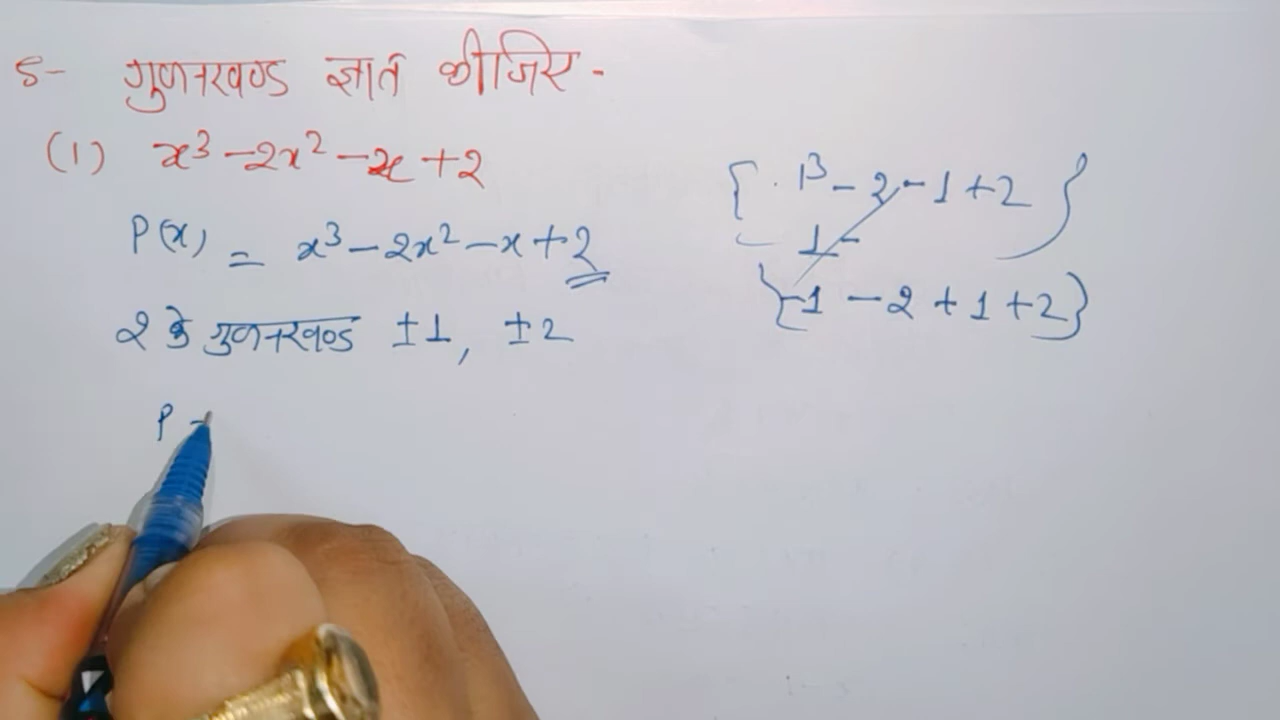 5- गुणनखण्ड ज्ञात कीजिए -
(1) x³ - 2x² - x + 2
P(x) = x³ - 2x² - x + 2
2 के गुणनखण्ड ±1, ±2
P -
{ 1³ - 2 - 1 + 2 }
1 -
{ -1 - 2 + 1 + 2 }